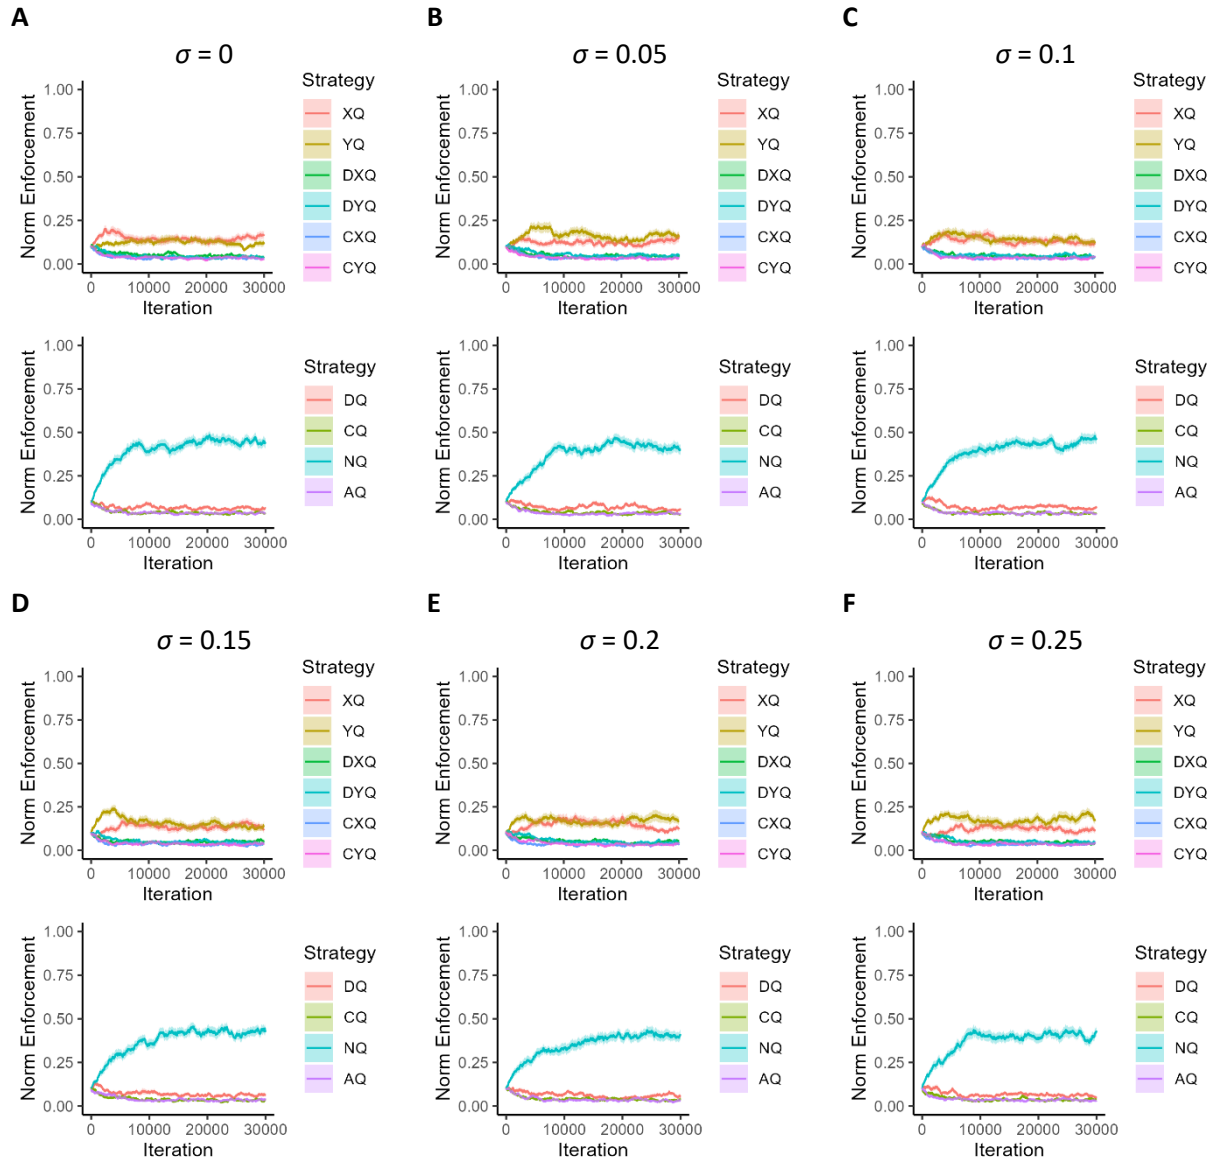 A
σ = 0
Norm Enforcement
1.00
0.75
0.50
0.25
0.00
0 10000 20000 30000
Iteration
Strategy
XQ
YQ
DXQ
DYQ
CXQ
CYQ
Norm Enforcement
1.00
0.75
0.50
0.25
0.00
0 10000 20000 30000
Iteration
Strategy
DQ
CQ
NQ
AQ
B
σ = 0.05
Norm Enforcement
1.00
0.75
0.50
0.25
0.00
0 10000 20000 30000
Iteration
Strategy
XQ
YQ
DXQ
DYQ
CXQ
CYQ
Norm Enforcement
1.00
0.75
0.50
0.25
0.00
0 10000 20000 30000
Iteration
Strategy
DQ
CQ
NQ
AQ
C
σ = 0.1
Norm Enforcement
1.00
0.75
0.50
0.25
0.00
0 10000 20000 30000
Iteration
Strategy
XQ
YQ
DXQ
DYQ
CXQ
CYQ
Norm Enforcement
1.00
0.75
0.50
0.25
0.00
0 10000 20000 30000
Iteration
Strategy
DQ
CQ
NQ
AQ
D
σ = 0.15
Norm Enforcement
1.00
0.75
0.50
0.25
0.00
0 10000 20000 30000
Iteration
Strategy
XQ
YQ
DXQ
DYQ
CXQ
CYQ
Norm Enforcement
1.00
0.75
0.50
0.25
0.00
0 10000 20000 30000
Iteration
Strategy
DQ
CQ
NQ
AQ
E
σ = 0.2
Norm Enforcement
1.00
0.75
0.50
0.25
0.00
0 10000 20000 30000
Iteration
Strategy
XQ
YQ
DXQ
DYQ
CXQ
CYQ
Norm Enforcement
1.00
0.75
0.50
0.25
0.00
0 10000 20000 30000
Iteration
Strategy
DQ
CQ
NQ
AQ
F
σ = 0.25
Norm Enforcement
1.00
0.75
0.50
0.25
0.00
0 10000 20000 30000
Iteration
Strategy
XQ
YQ
DXQ
DYQ
CXQ
CYQ
Norm Enforcement
1.00
0.75
0.50
0.25
0.00
0 10000 20000 30000
Iteration
Strategy
DQ
CQ
NQ
AQ